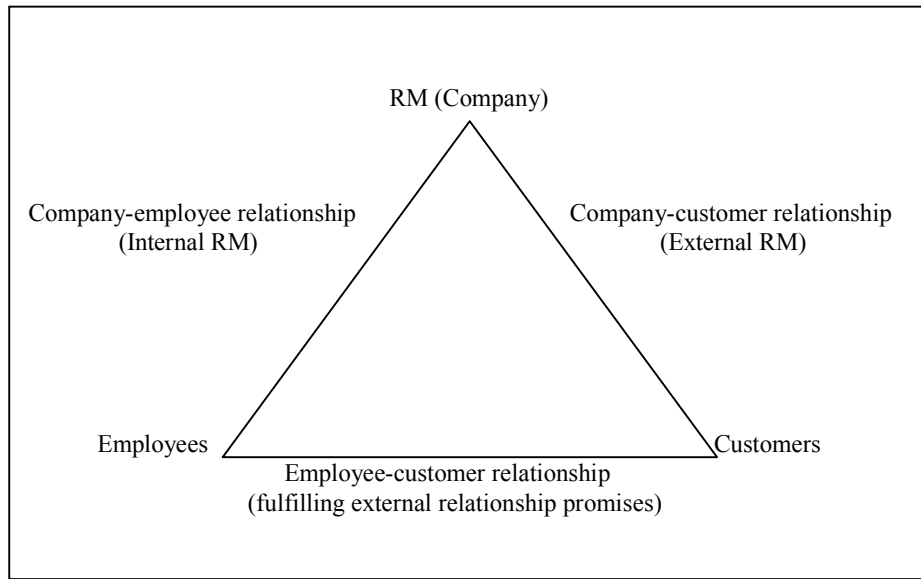 RM (Company)
Company-employee relationship
(Internal RM)
Company-customer relationship
(External RM)
Employees
Customers
Employee-customer relationship
(fulfilling external relationship promises)